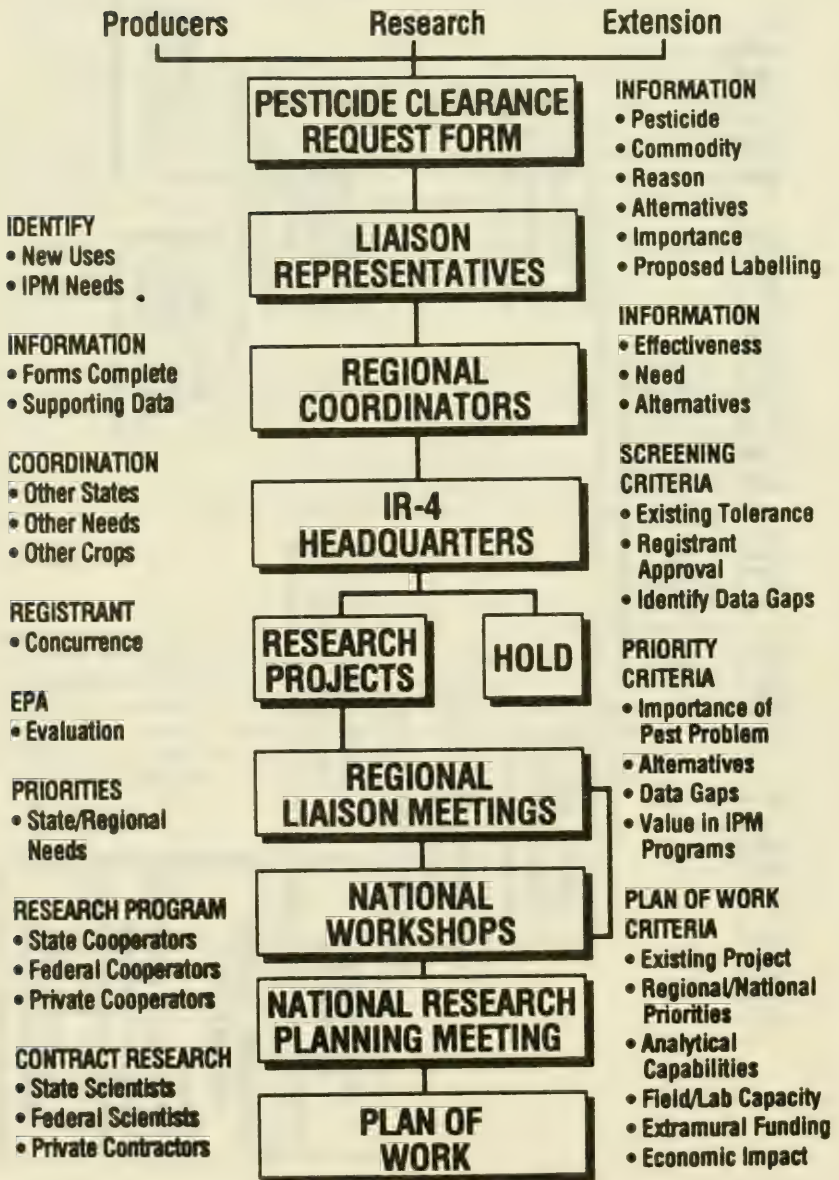 Producers
Research
Extension
PESTICIDE CLEARANCE
REQUEST FORM
LIAISON
REPRESENTATIVES
REGIONAL
COORDINATORS
IR-4
HEADQUARTERS
RESEARCH
PROJECTS
HOLD
REGIONAL
LIAISON MEETINGS
NATIONAL
WORKSHOPS
NATIONAL RESEARCH
PLANNING MEETING
PLAN OF
WORK
IDENTIFY
• New Uses
• IPM Needs
INFORMATION
• Forms Complete
• Supporting Data
COORDINATION
• Other States
• Other Needs
• Other Crops
REGISTRANT
• Concurrence
EPA
• Evaluation
PRIORITIES
• State/Regional
Needs
RESEARCH PROGRAM
• State Cooperators
• Federal Cooperators
• Private Cooperators
CONTRACT RESEARCH
• State Scientists
• Federal Scientists
• Private Contractors
INFORMATION
• Pesticide
• Commodity
• Reason
• Alternatives
• Importance
• Proposed Labelling
INFORMATION
• Effectiveness
• Need
• Alternatives
SCREENING
CRITERIA
• Existing Tolerance
• Registrant
Approval
• Identify Data Gaps
PRIORITY
CRITERIA
• Importance of
Pest Problem
• Alternatives
• Data Gaps
• Value in IPM
Programs
PLAN OF WORK
CRITERIA
• Existing Project
• Regional/National
Priorities
• Analytical
Capabilities
• Field/Lab Capacity
• Extramural Funding
• Economic Impact